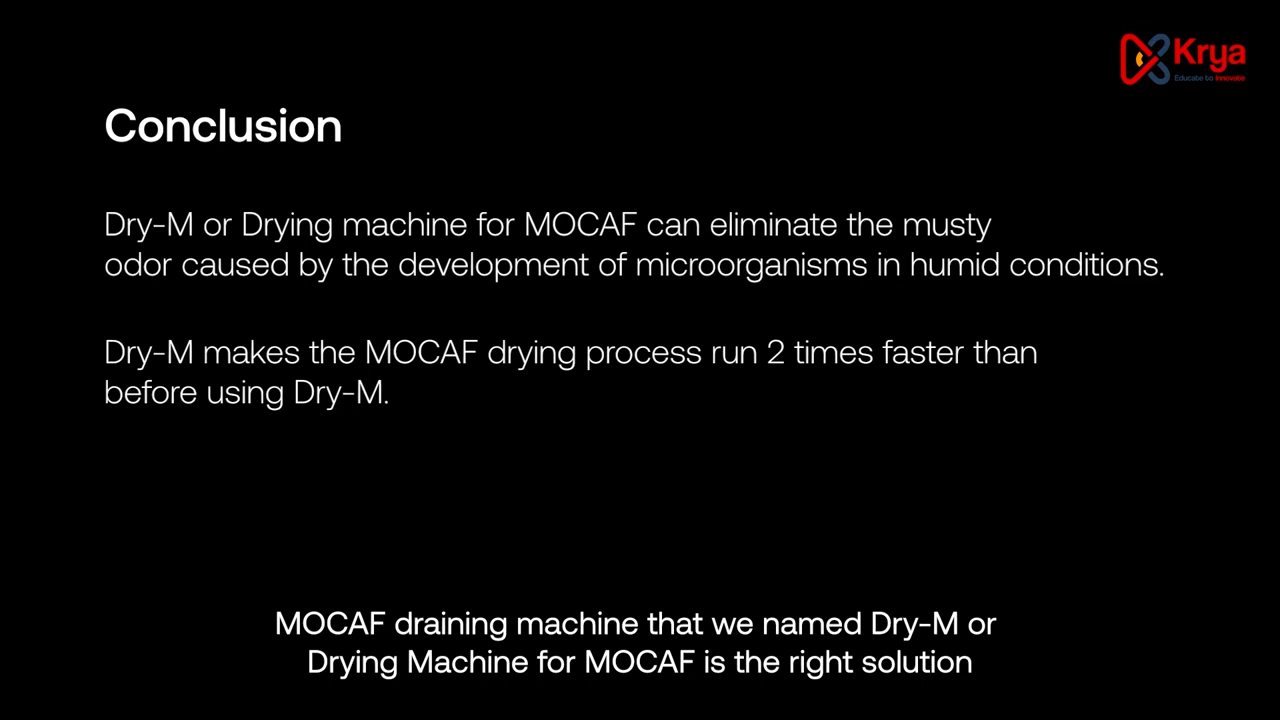 Krya
Educate to Innovate
Conclusion
Dry-M or Drying machine for MOCAF can eliminate the musty
odor caused by the development of microorganisms in humid conditions.
Dry-M makes the MOCAF drying process run 2 times faster than
before using Dry-M.
MOCAF draining machine that we named Dry-M or
Drying Machine for MOCAF is the right solution